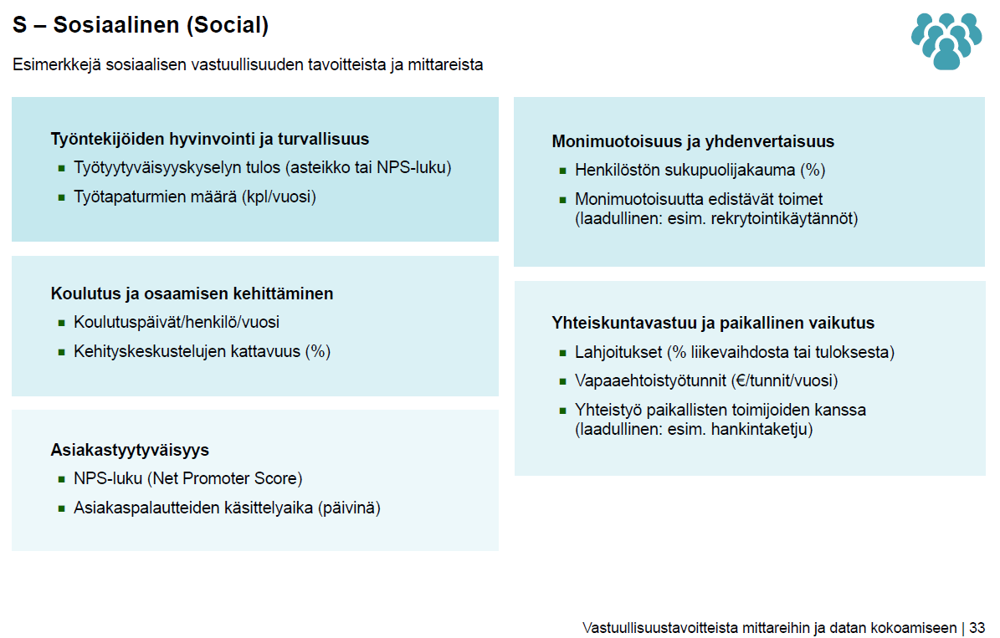 S – Sosiaalinen (Social)
Esimerkkejä sosiaalisen vastuullisuuden tavoitteista ja mittareista
Työntekijöiden hyvinvointi ja turvallisuus
Työtyytyväisyyskyselyn tulos (asteikko tai NPS-luku)
Työtapaturmien määrä (kpl/vuosi)
Koulutus ja osaamisen kehittäminen
Koulutuspäivät/henkilö/vuosi
Kehityskeskustelujen kattavuus (%)
Asiakastyytyväisyys
NPS-luku (Net Promoter Score)
Asiakaspalautteiden käsittelyaika (päivinä)
Monimuotoisuus ja yhdenvertaisuus
Henkilöstön sukupuolijakauma (%)
Monimuotoisuutta edistävät toimet
(laadullinen: esim. rekrytointikäytännöt)
Yhteiskuntavastuu ja paikallinen vaikutus
Lahjoitukset (% liikevaihdosta tai tuloksesta)
Vapaaehtoistyötunnit (€/tunnit/vuosi)
Yhteistyö paikallisten toimijoiden kanssa
(laadullinen: esim. hankintaketju)
Vastuullisuustavoitteista mittareihin ja datan kokoamiseen | 33